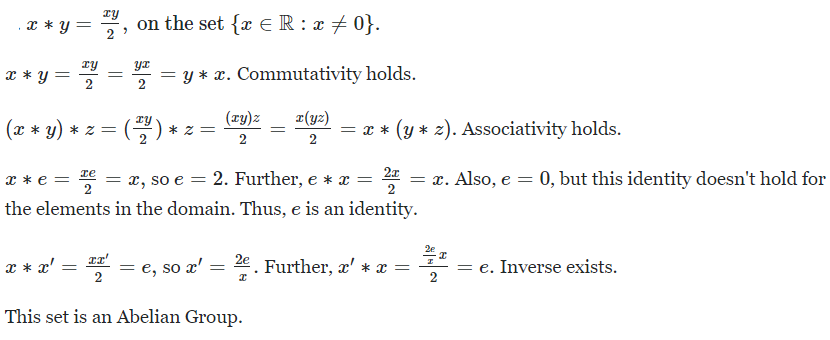 . x * y = \frac{xy}{2}, on the set {x ∈ ℝ : x ≠ 0}.
x * y = \frac{xy}{2} = \frac{yx}{2} = y * x. Commutativity holds.
(x * y) * z = (\frac{xy}{2}) * z = \frac{(xy)z}{2} = \frac{x(yz)}{2} = x * (y * z). Associativity holds.
x * e = \frac{xe}{2} = x, so e = 2. Further, e * x = \frac{2x}{2} = x. Also, e = 0, but this identity doesn't hold for
the elements in the domain. Thus, e is an identity.
x * x′ = \frac{xx′}{2} = e, so x′ = \frac{2e}{x}. Further, x′ * x = \frac{\frac{2e}{x}x}{2} = e. Inverse exists.
This set is an Abelian Group.